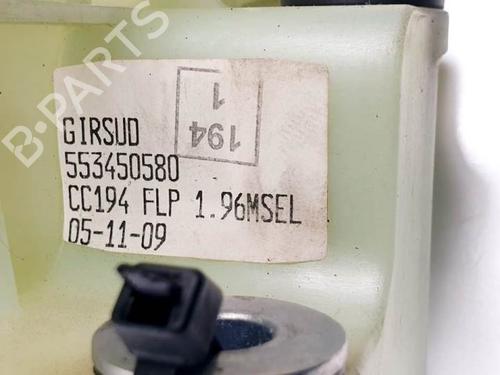 B-PARTS
194
1
GIRSUD
553450580
CC194 FLP 1.96MSEL
05-11-09